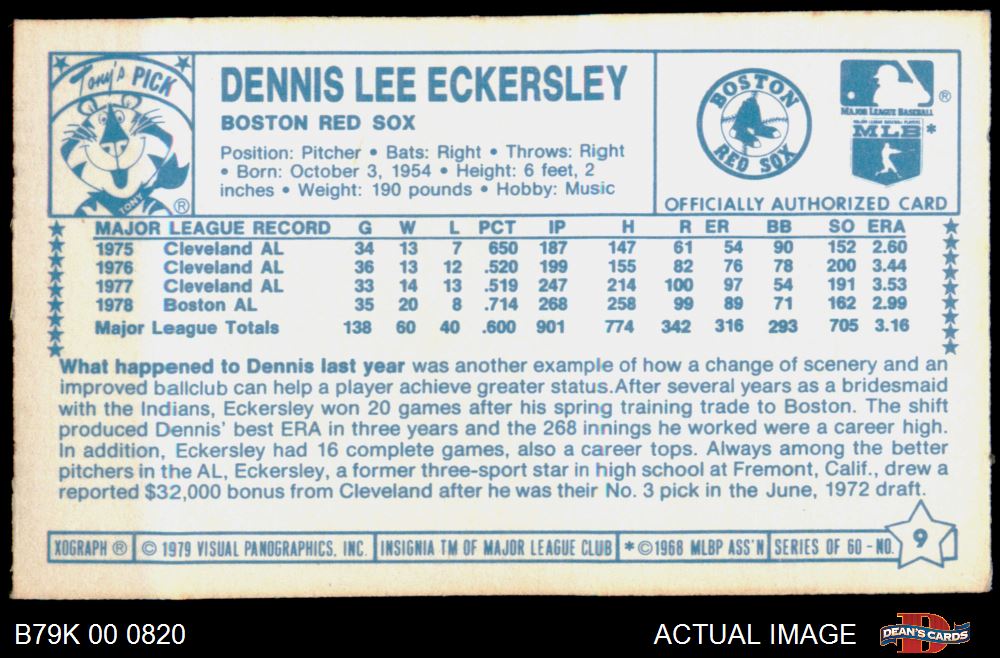 Tony's PICK
TONY ®
DENNIS LEE ECKERSLEY
BOSTON RED SOX
Position: Pitcher • Bats: Right • Throws: Right
• Born: October 3, 1954 • Height: 6 feet, 2
inches • Weight: 190 pounds • Hobby: Music
BOSTON
RED SOX
®
MAJOR LEAGUE BASEBALL
MLB *
OFFICIALLY AUTHORIZED CARD
MAJOR LEAGUE RECORD G W L PCT IP H R ER BB SO ERA
1975 Cleveland AL 34 13 7 650 187 147 61 54 90 152 2.60
1976 Cleveland AL 36 13 12 .520 199 155 82 76 78 200 3.44
1977 Cleveland AL 33 14 13 .519 247 214 100 97 54 191 3.53
1978 Boston AL 35 20 8 .714 268 258 99 89 71 162 2.99
Major League Totals 138 60 40 .600 901 774 342 316 293 705 3.16
What happened to Dennis last year was another example of how a change of scenery and an
improved ballclub can help a player achieve greater status.After several years as a bridesmaid
with the Indians, Eckersley won 20 games after his spring training trade to Boston. The shift
produced Dennis' best ERA in three years and the 268 innings he worked were a career high.
In addition, Eckersley had 16 complete games, also a career tops. Always among the better
pitchers in the AL, Eckersley, a former three-sport star in high school at Fremont, Calif., drew a
reported $32,000 bonus from Cleveland after he was their No. 3 pick in the June, 1972 draft.
XOGRAPH ® © 1979 VISUAL PANOGRAPHICS, INC. INSIGNIA TM OF MAJOR LEAGUE CLUB * © 1968 MLBP ASS'N SERIES OF 60 - NO. 9
B79K 00 0820
ACTUAL IMAGE
DEAN'S CARDS